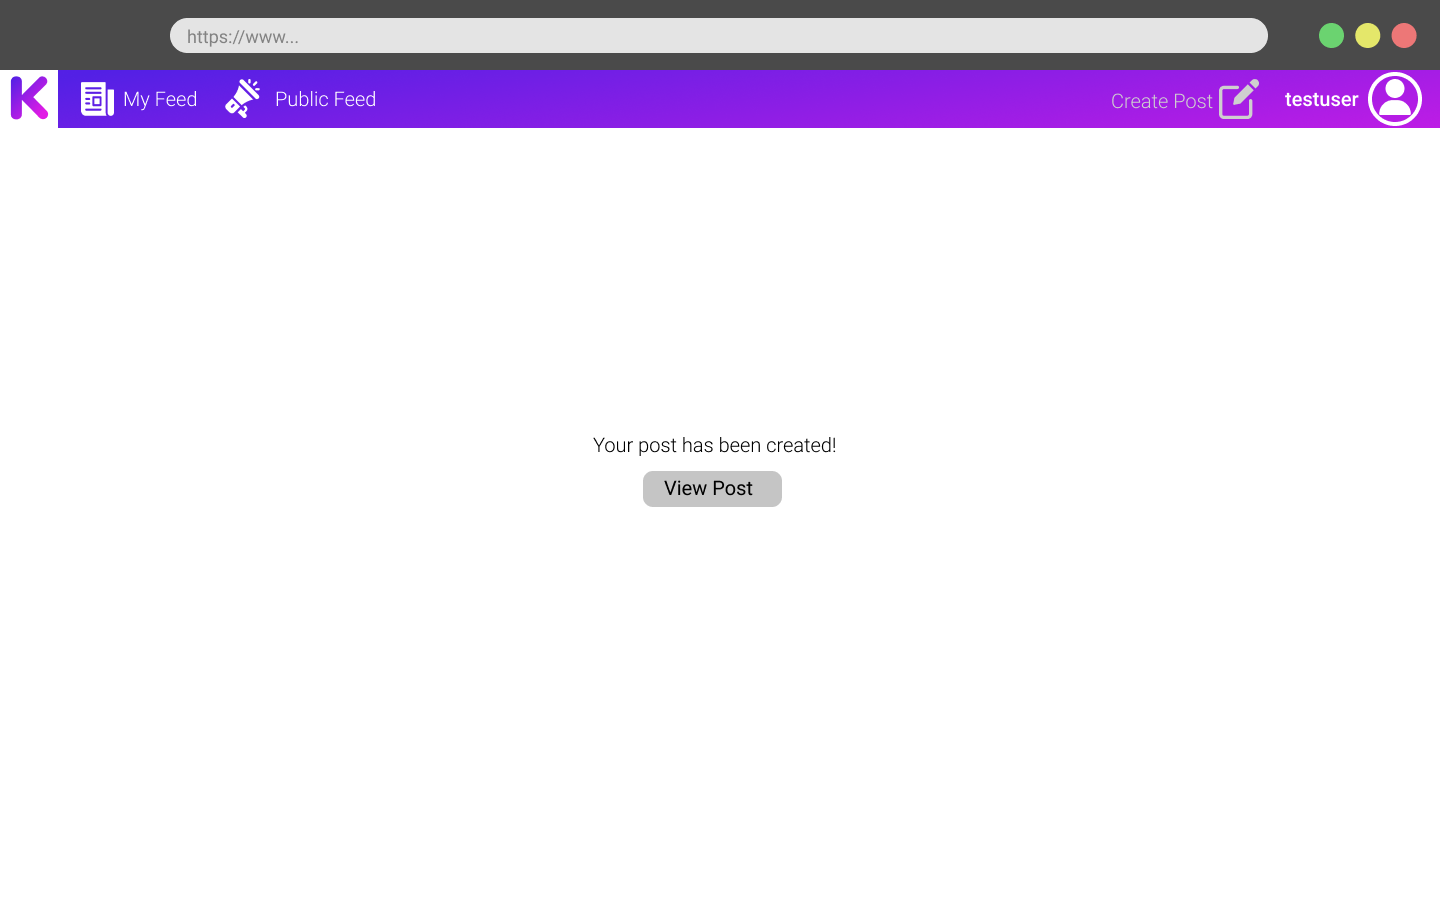 https://www...
K
My Feed
Public Feed
Create Post
testuser
Your post has been created!
View Post